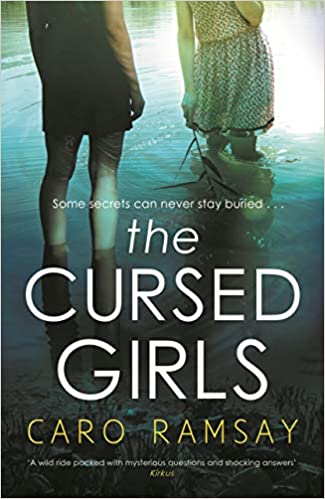 Some secrets can never stay buried . . .
the
CURSED
GIRLS
CARO RAMSAY
‘A wild ride packed with mysterious questions and shocking answers’
Kirkus